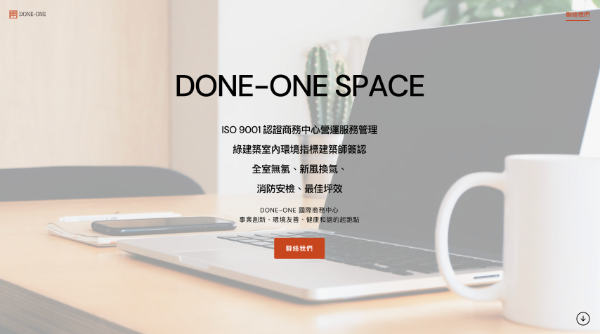 DONE-ONE
聯絡我們
DONE-ONE SPACE
ISO 9001 認證商務中心營運服務管理
綠建築室內環境指標建築師簽認
全室無氡、新風換氣、
消防安檢、最佳坪效
DONE-ONE 國際商務中心
事業創新、環境友善、健康和諧的起跑點
聯絡我們